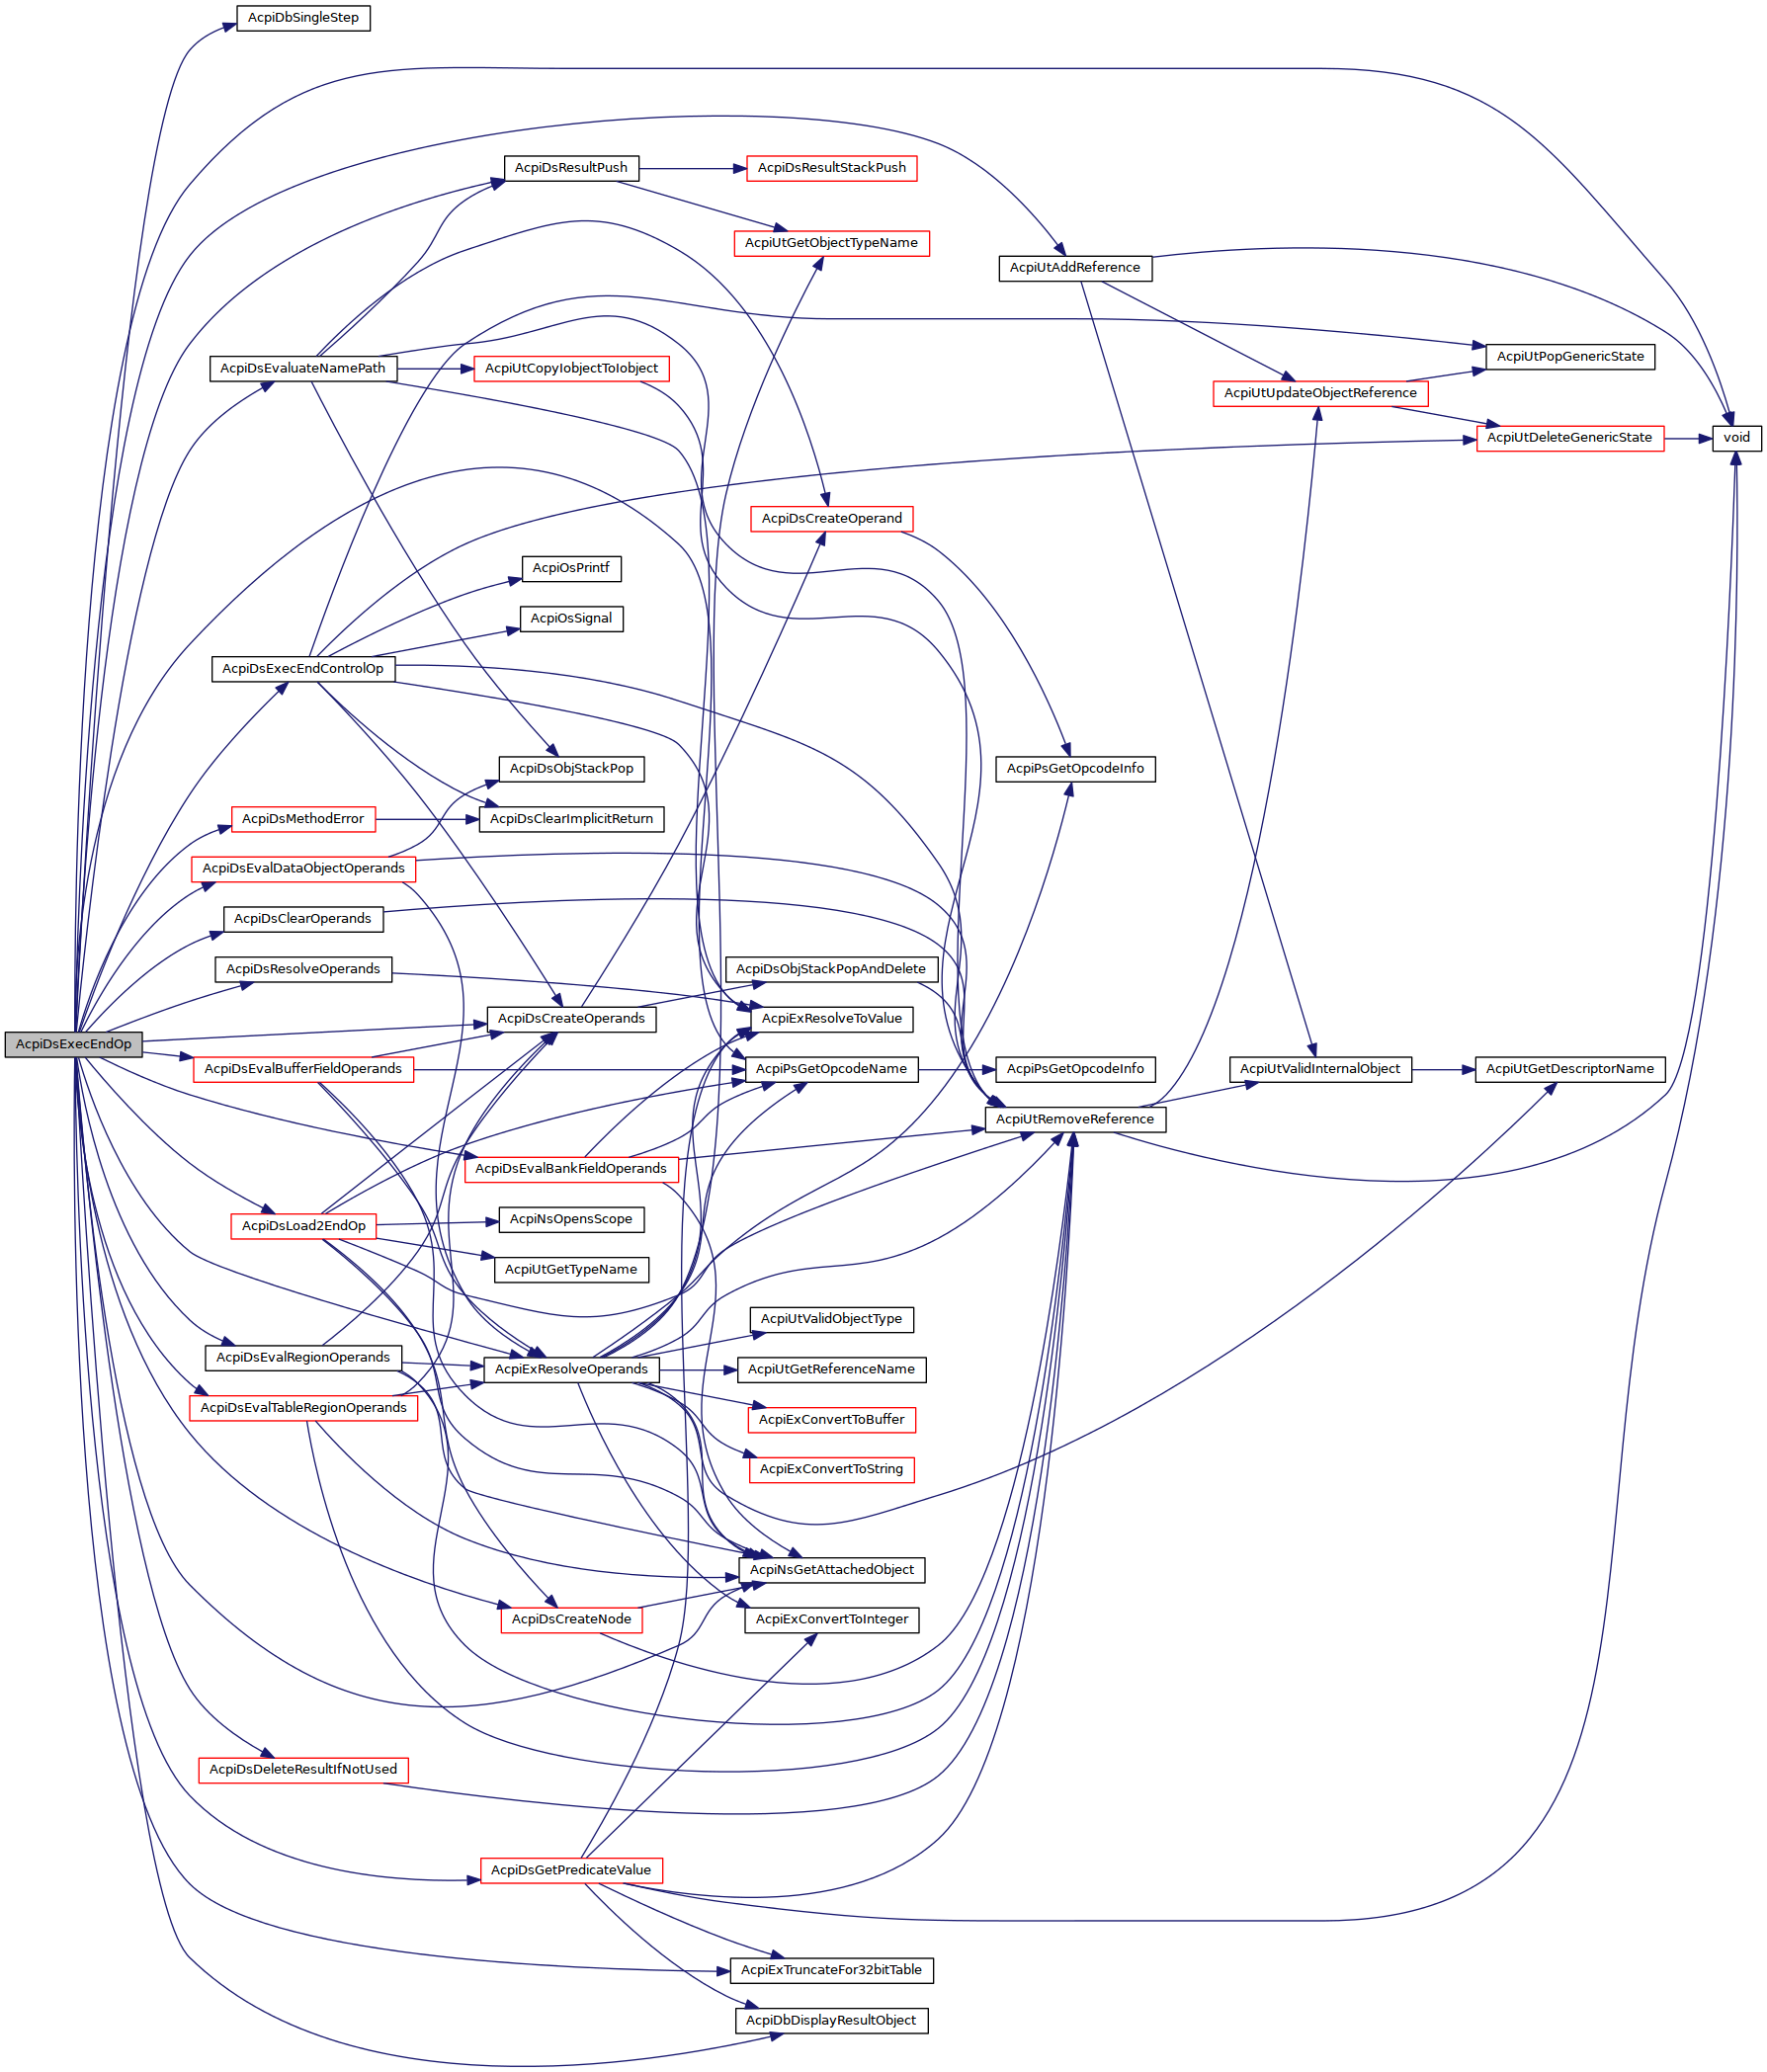 AcpiDbSingleStep
AcpiDsResultPush
AcpiDsResultStackPush
AcpiUtGetObjectTypeName
AcpiUtAddReference
AcpiUtPopGenericState
AcpiDsEvaluateNamePath
AcpiUtCopyIobjectToIobject
AcpiUtUpdateObjectReference
AcpiUtDeleteGenericState
void
AcpiDsCreateOperand
AcpiOsPrintf
AcpiOsSignal
AcpiDsExecEndControlOp
AcpiDsObjStackPop
AcpiPsGetOpcodeInfo
AcpiDsMethodError
AcpiDsClearImplicitReturn
AcpiDsEvalDataObjectOperands
AcpiDsClearOperands
AcpiDsResolveOperands
AcpiDsObjStackPopAndDelete
AcpiDsCreateOperands
AcpiExResolveToValue
AcpiDsExecEndOp
AcpiDsEvalBufferFieldOperands
AcpiPsGetOpcodeName
AcpiPsGetOpcodeInfo
AcpiUtValidInternalObject
AcpiUtGetDescriptorName
AcpiUtRemoveReference
AcpiDsEvalBankFieldOperands
AcpiDsLoad2EndOp
AcpiNsOpensScope
AcpiUtGetTypeName
AcpiUtValidObjectType
AcpiDsEvalRegionOperands
AcpiExResolveOperands
AcpiUtGetReferenceName
AcpiDsEvalTableRegionOperands
AcpiExConvertToBuffer
AcpiExConvertToString
AcpiNsGetAttachedObject
AcpiDsCreateNode
AcpiExConvertToInteger
AcpiDsDeleteResultIfNotUsed
AcpiDsGetPredicateValue
AcpiExTruncateFor32bitTable
AcpiDbDisplayResultObject